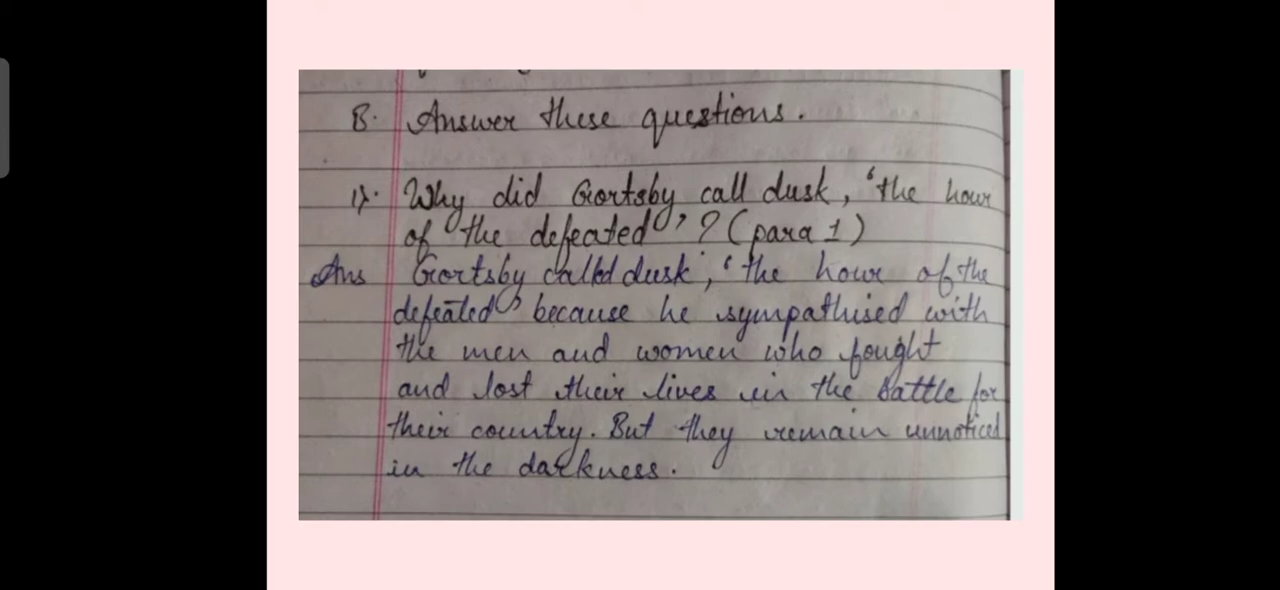 B. Answer these questions.
1). Why did Gortsby call dusk, 'the hour
of the defeated'? (para 1)
Ans Gortsby called dusk, 'the hour of the
defeated' because he sympathised with
the men and women who fought
and lost their lives in the battle for
their country. But they remain unnoticed
in the darkness.